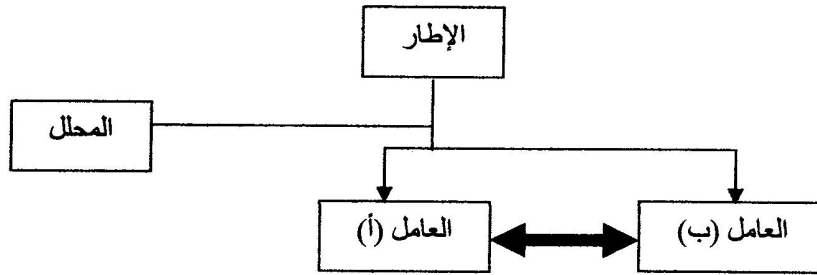 الإطار
المحلل
العامل (أ)
العامل (ب)